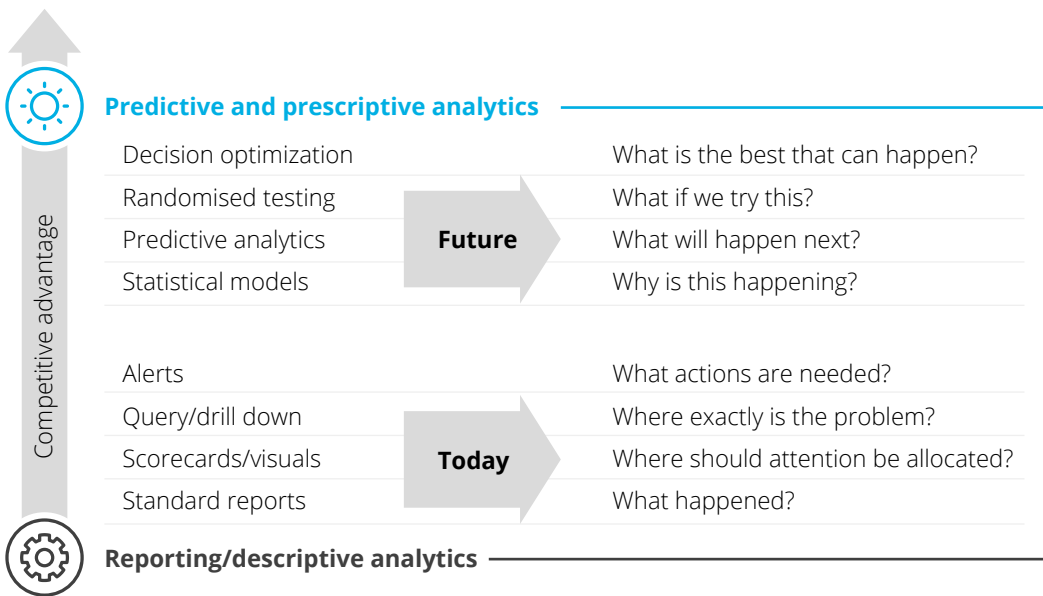 Predictive and prescriptive analytics
Decision optimization What is the best that can happen?
Randomised testing What if we try this?
Predictive analytics Future What will happen next?
Statistical models Why is this happening?
Competitive advantage
Alerts What actions are needed?
Query/drill down Where exactly is the problem?
Scorecards/visuals Today Where should attention be allocated?
Standard reports What happened?
Reporting/descriptive analytics